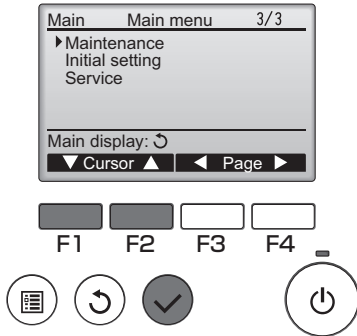 Main Main menu 3/3
Maintenance
Initial setting
Service
Main display:
Cursor Page
F1 F2 F3 F4